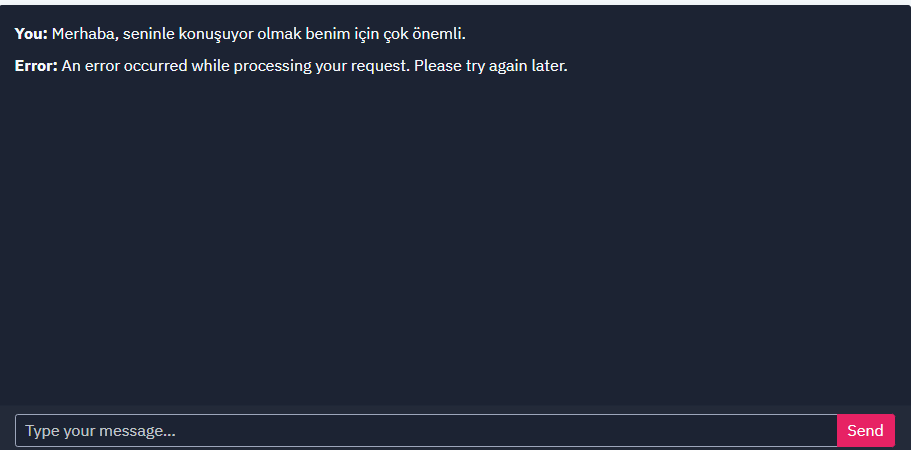 You: Merhaba, seninle konuşuyor olmak benim için çok önemli.
Error: An error occurred while processing your request. Please try again later.
Type your message...
Send